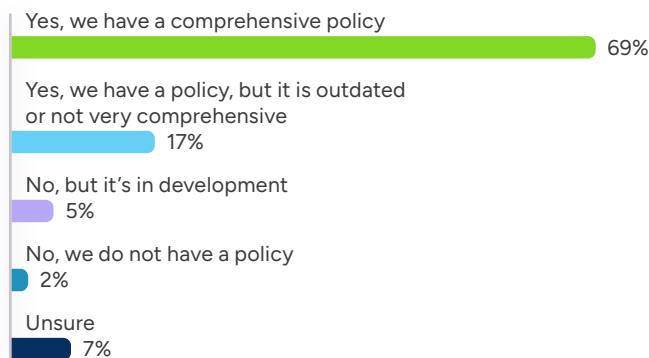 Yes, we have a comprehensive policy
69%
Yes, we have a policy, but it is outdated
or not very comprehensive
17%
No, but it’s in development
5%
No, we do not have a policy
2%
Unsure
7%